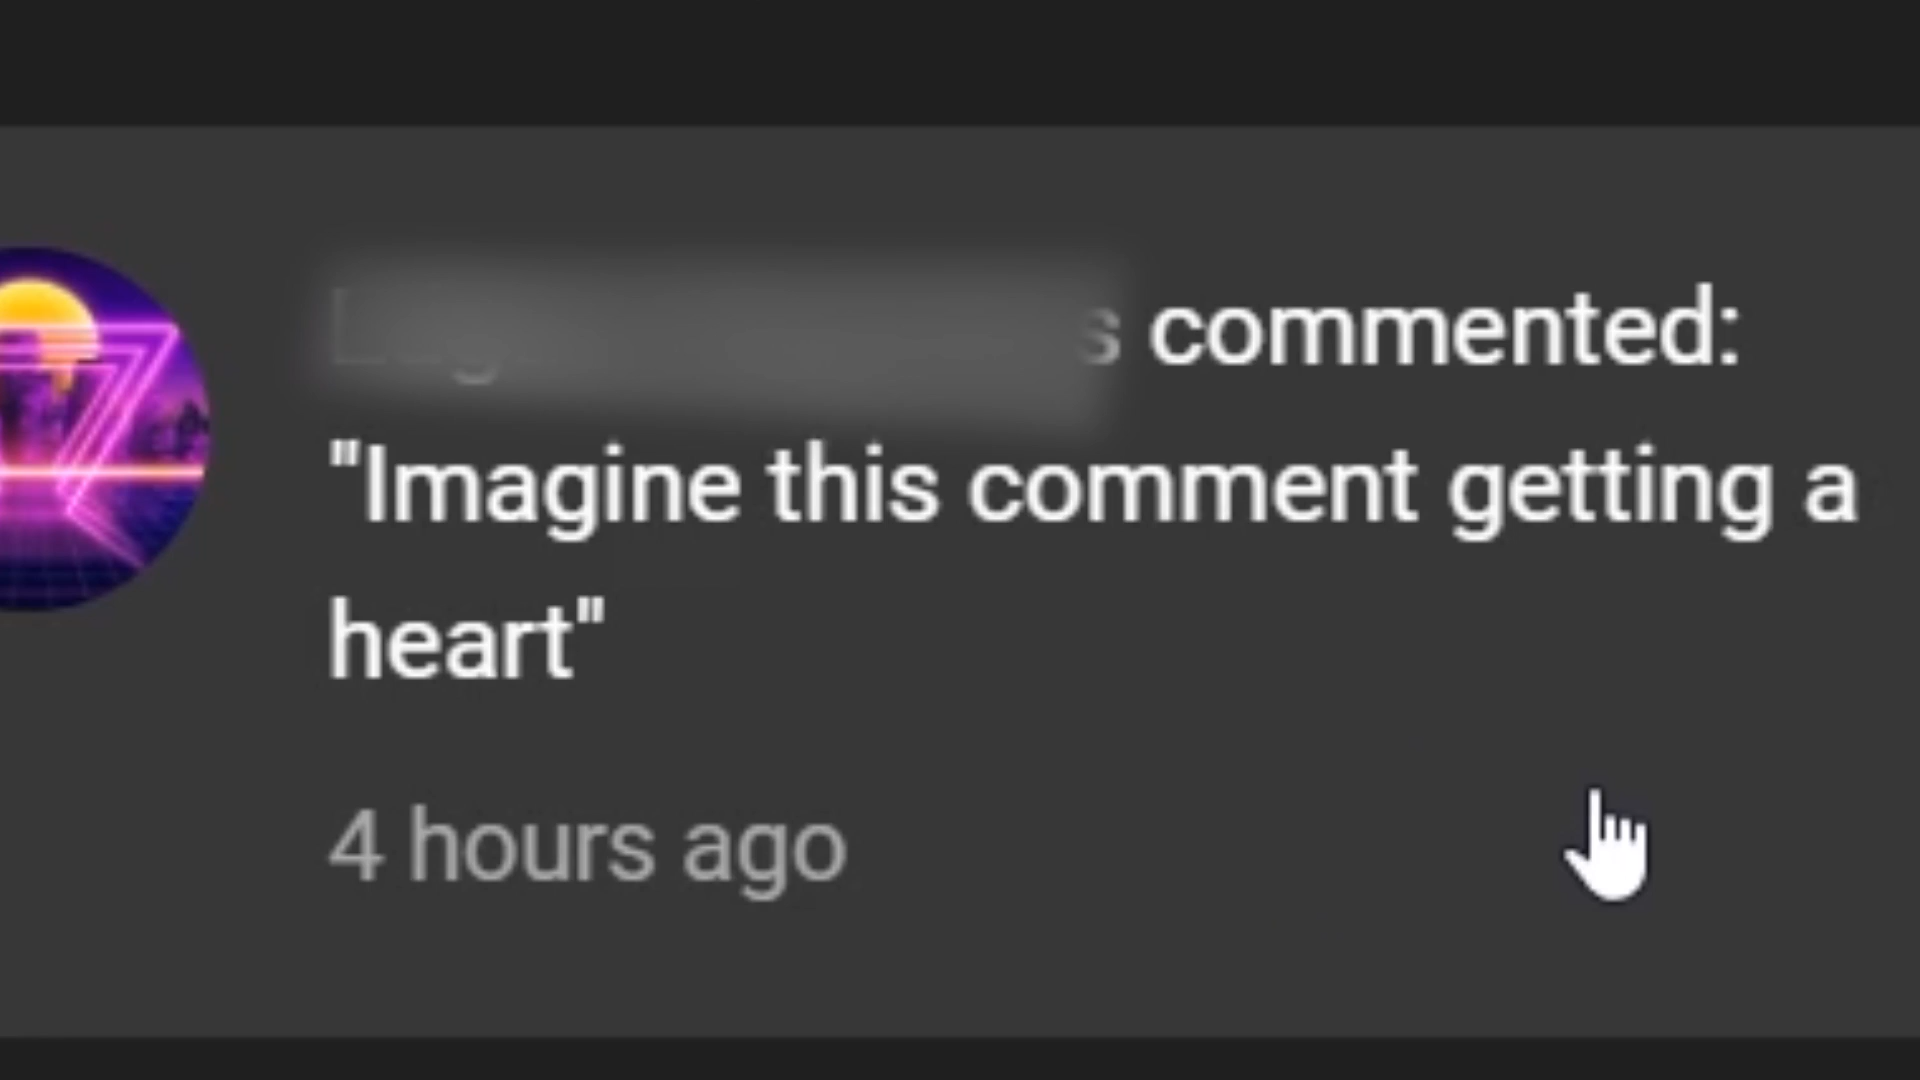 commented:
"Imagine this comment getting a
heart"
4 hours ago